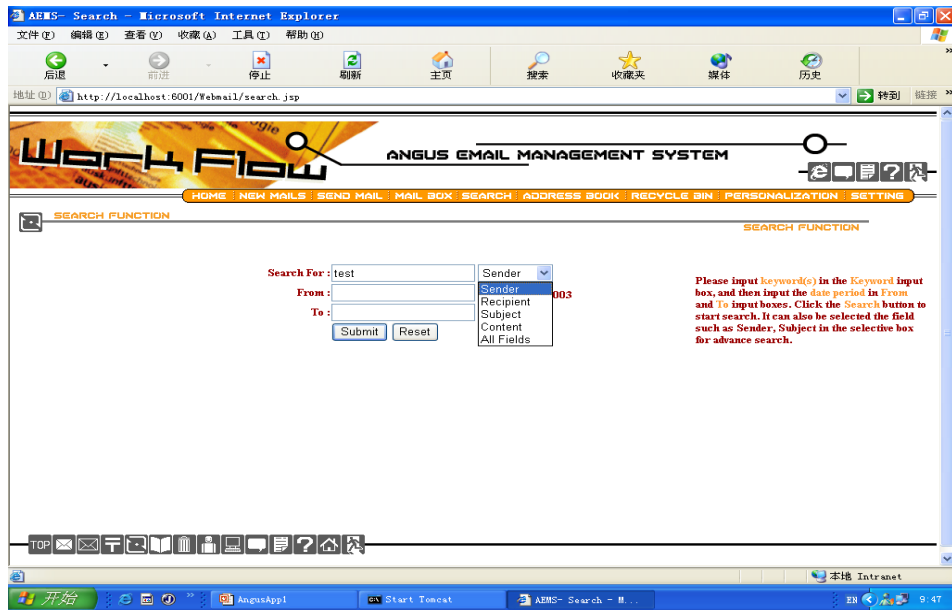 AEMS- Search - Microsoft Internet Explorer
文件(F) 编辑(E) 查看(V) 收藏(A) 工具(T) 帮助(H)
后退 前进 停止 刷新 主页 搜索 收藏夹 媒体 历史 »
地址(D) http://localhost:6001/Webmail/search.jsp 转到 链接 »
Work Flow
ANGUS EMAIL MANAGEMENT SYSTEM
HOME NEW MAILS SEND MAIL MAIL BOX SEARCH ADDRESS BOOK RECYCLE BIN PERSONALIZATION SETTING
SEARCH FUNCTION
SEARCH FUNCTION
Search For : test Sender
From : 003
To :
Submit Reset
Sender
Recipient
Subject
Content
All Fields
Please input keyword(s) in the Keyword input
box, and then input the date period in From
and To input boxes. Click the Search button to
start search. It can also be selected the field
such as Sender, Subject in the selective box
for advance search.
TOP
本地 Intranet
开始 » AngusApp1 Start Tomcat AEMS- Search - M... EN 9:47